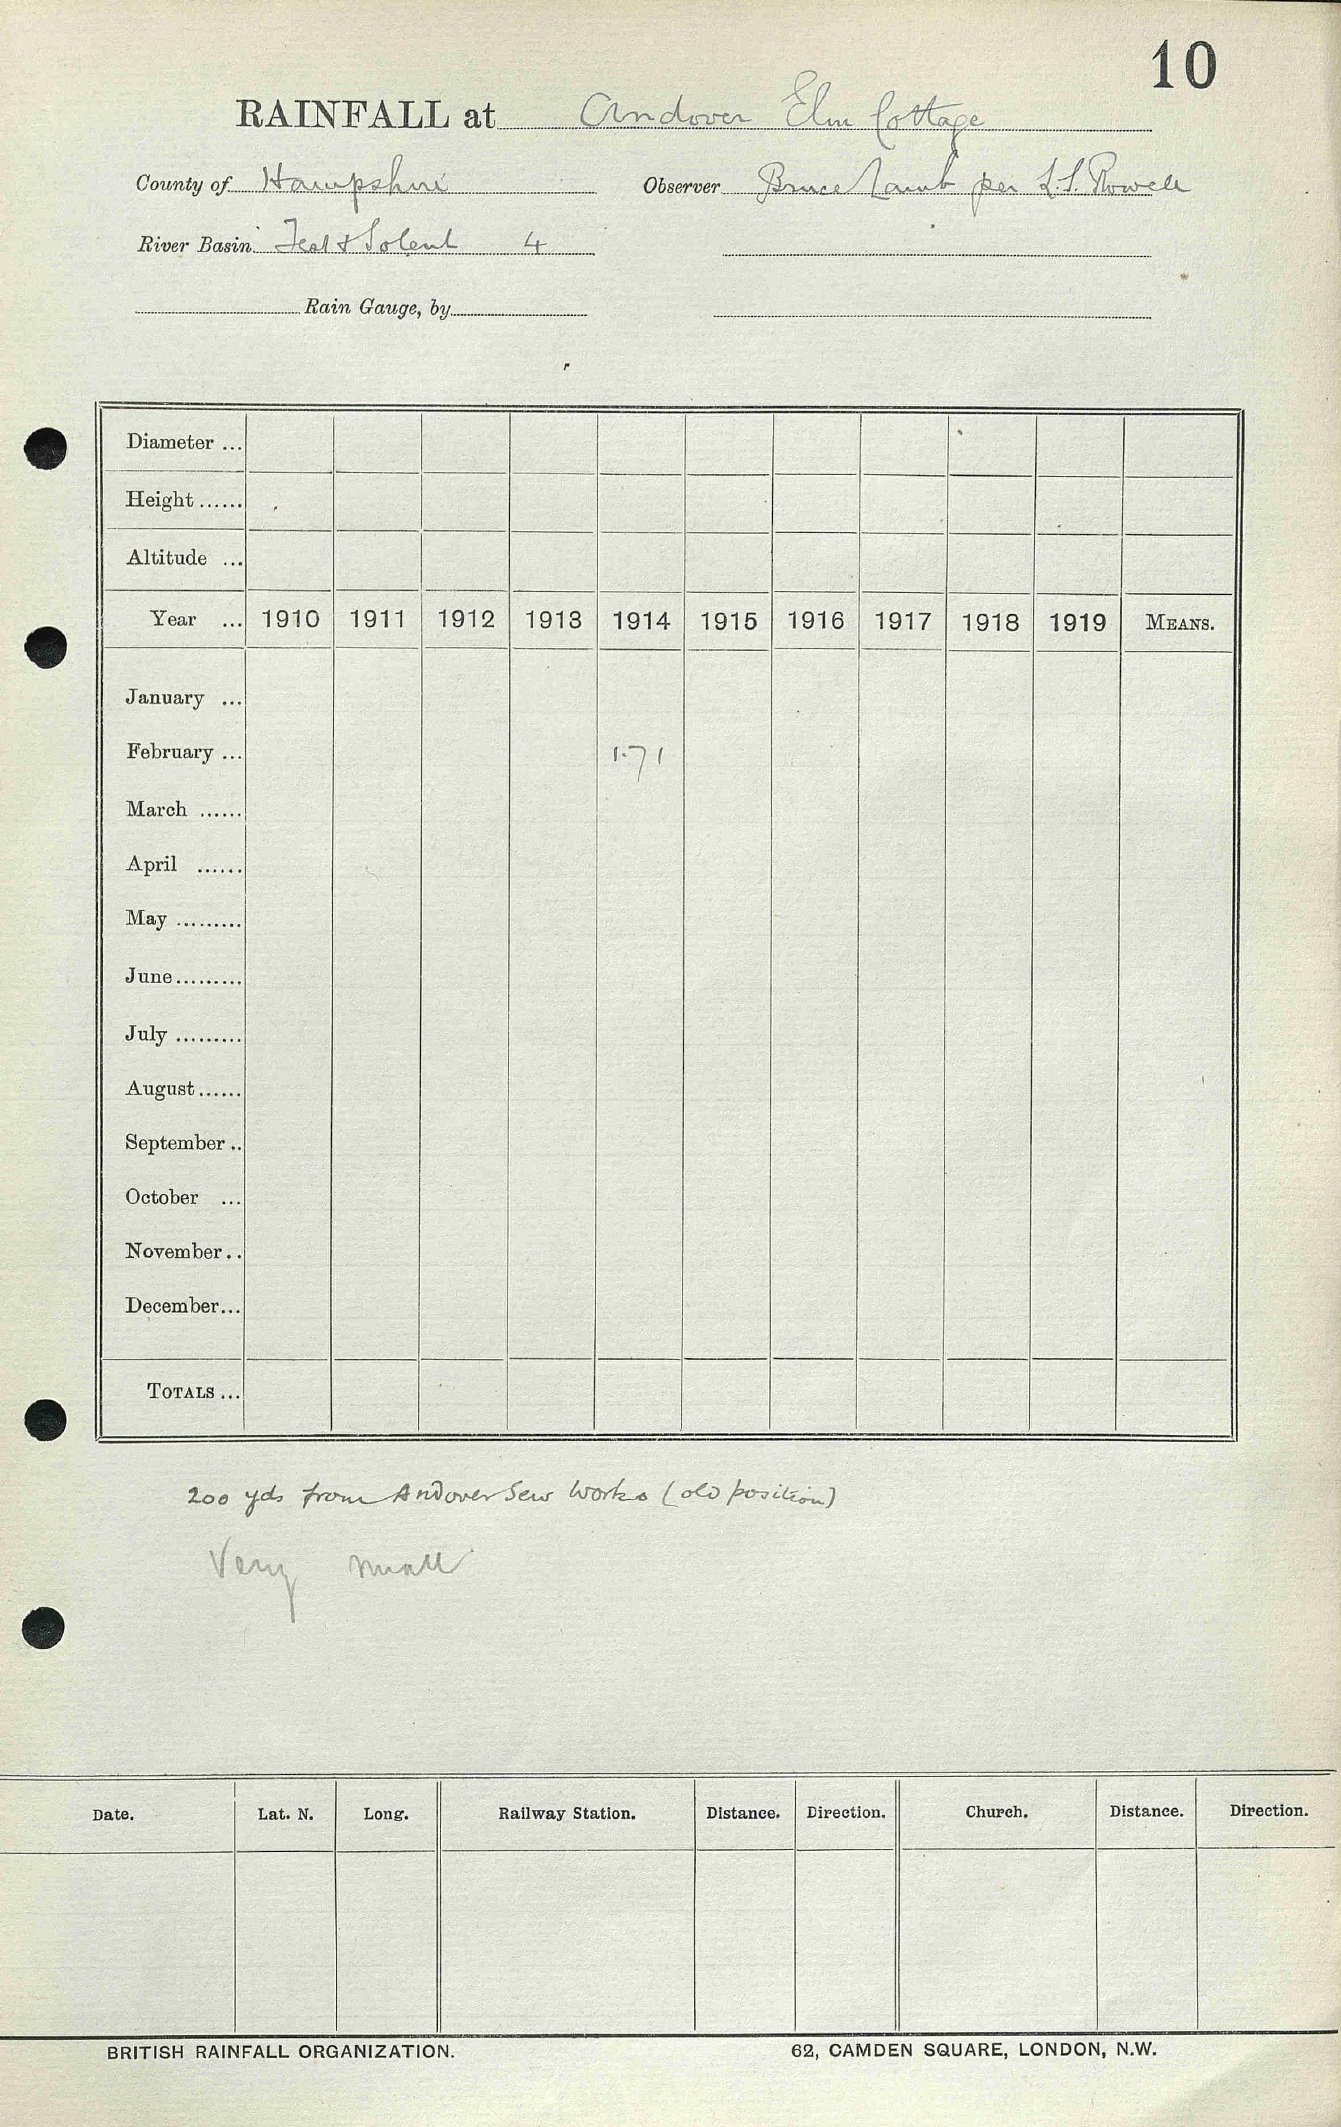 10
RAINFALL at Andover Elm Cottage
County of Hampshire Observer Bruce Lamb per L.S. Powell
River Basin Test & Solent 4
Rain Gauge, by
Diameter ...
Height ......
Altitude ...
Year ... 1910 1911 1912 1913 1914 1915 1916 1917 1918 1919 MEANS.
January ...
February ... 1.71
March ......
April ......
May .........
June .........
July .........
August ......
September ..
October ...
November ..
December ...
TOTALS ...
200 yds from Andover Sew Works (old position)
Very small
Date. Lat. N. Long. Railway Station. Distance. Direction. Church. Distance. Direction.
BRITISH RAINFALL ORGANIZATION. 62, CAMDEN SQUARE, LONDON, N.W.